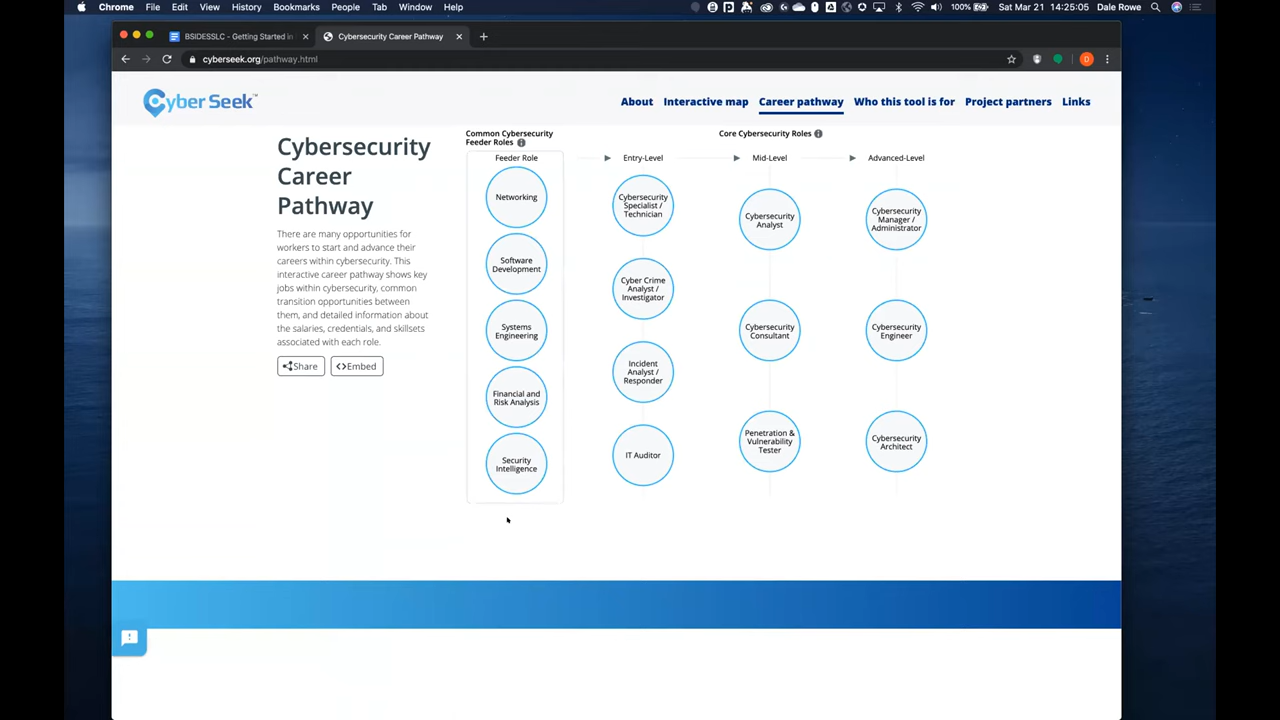 Chrome File Edit View History Bookmarks People Tab Window Help 100% Sat Mar 21 14:25:05 Dale Rowe
BSIDESSLC - Getting Started in Cybersecurity Career Pathway
cyberseek.org/pathway.html D
Cyber Seek™ About Interactive map Career pathway Who this tool is for Project partners Links
Cybersecurity
Career
Pathway
There are many opportunities for
workers to start and advance their
careers within cybersecurity. This
interactive career pathway shows key
jobs within cybersecurity, common
transition opportunities between
them, and detailed information about
the salaries, credentials, and skillsets
associated with each role.
Share <>Embed
Common Cybersecurity
Feeder Roles
Core Cybersecurity Roles
Feeder Role
Networking
Software
Development
Systems
Engineering
Financial and
Risk Analysis
Security
Intelligence
Entry-Level
Cybersecurity
Specialist /
Technician
Cyber Crime
Analyst /
Investigator
Incident
Analyst /
Responder
IT Auditor
Mid-Level
Cybersecurity
Analyst
Cybersecurity
Consultant
Penetration &
Vulnerability
Tester
Advanced-Level
Cybersecurity
Manager /
Administrator
Cybersecurity
Engineer
Cybersecurity
Architect